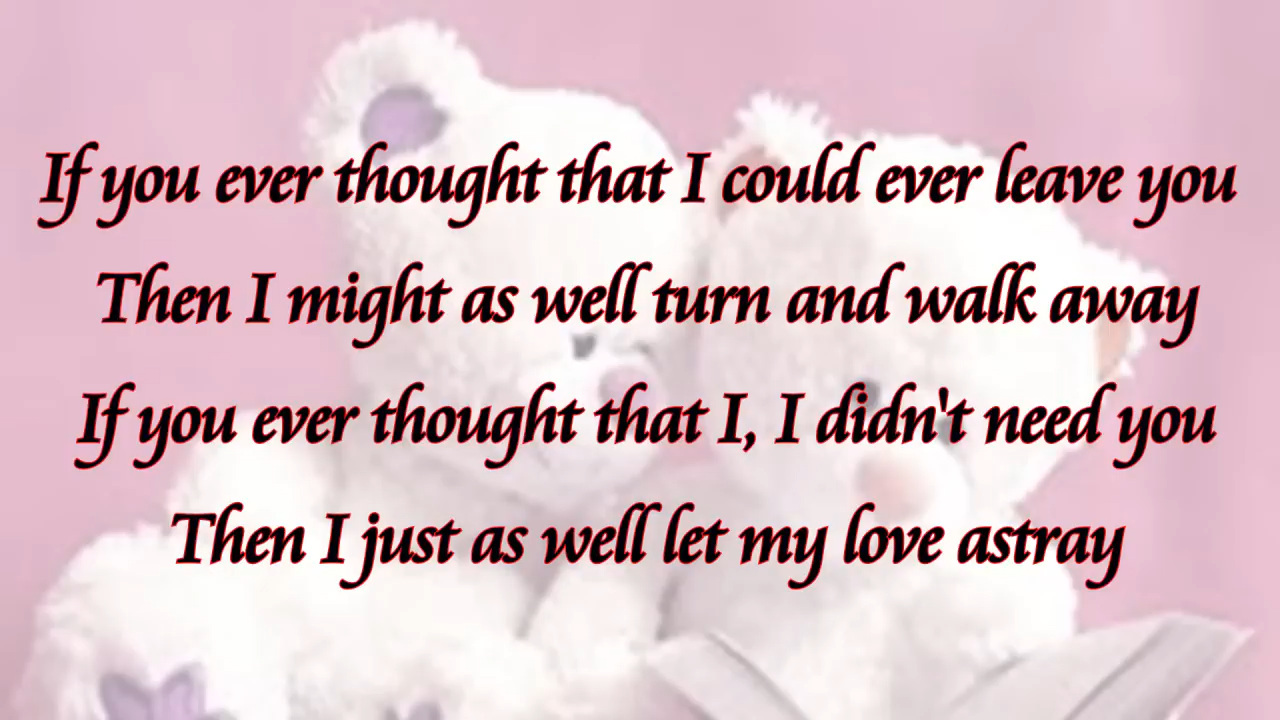 If you ever thought that I could ever leave you
Then I might as well turn and walk away
If you ever thought that I, I didn't need you
Then I just as well let my love astray